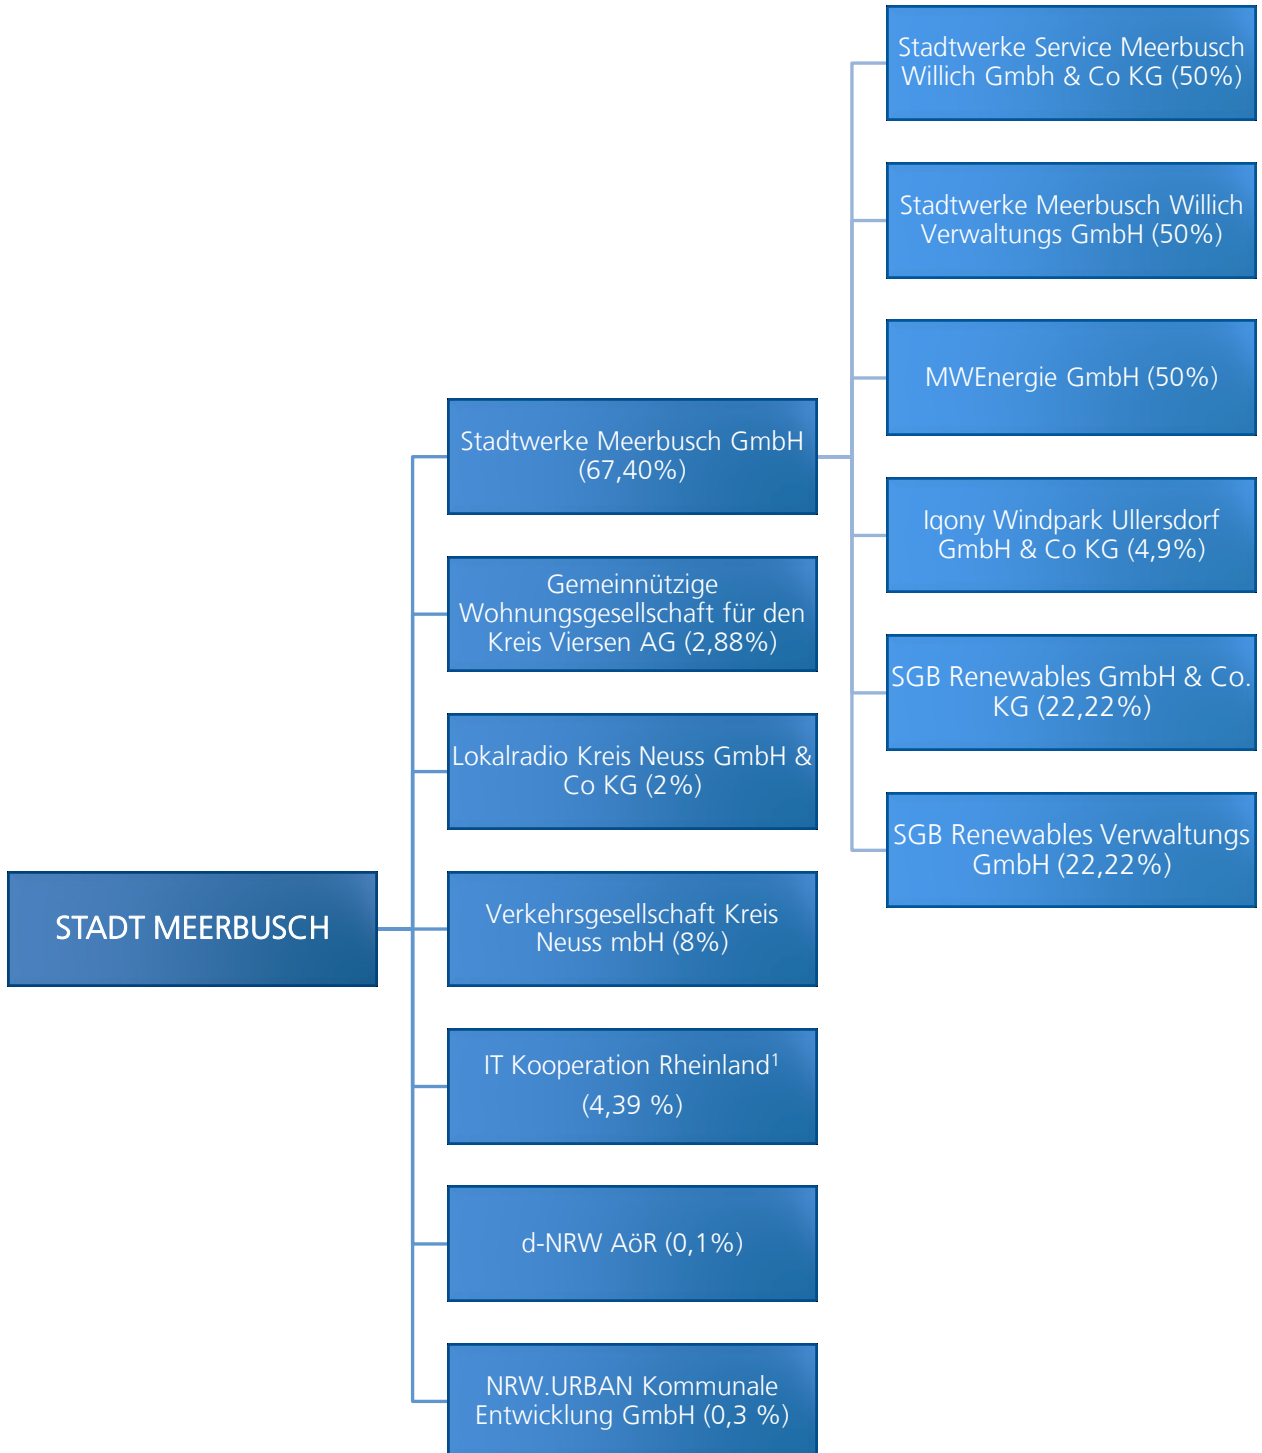 STADT MEERBUSCH
Stadtwerke Meerbusch GmbH
(67,40%)
Stadtwerke Service Meerbusch
Willich Gmbh & Co KG (50%)
Stadtwerke Meerbusch Willich
Verwaltungs GmbH (50%)
MWEnergie GmbH (50%)
Iqony Windpark Ullersdorf
GmbH & Co KG (4,9%)
SGB Renewables GmbH & Co.
KG (22,22%)
SGB Renewables Verwaltungs
GmbH (22,22%)
Gemeinnützige
Wohnungsgesellschaft für den
Kreis Viersen AG (2,88%)
Lokalradio Kreis Neuss GmbH &
Co KG (2%)
Verkehrsgesellschaft Kreis
Neuss mbH (8%)
IT Kooperation Rheinland¹
(4,39 %)
d-NRW AöR (0,1%)
NRW.URBAN Kommunale
Entwicklung GmbH (0,3 %)